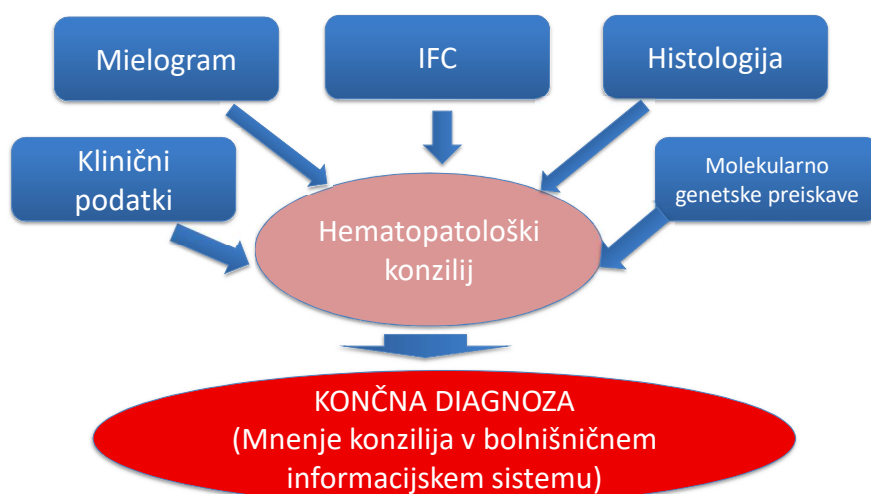 Mielogram
IFC
Histologija
Klinični
podatki
Molekularno
genetske preiskave
Hematopatološki
konzilij
KONČNA DIAGNOZA
(Mnenje konzilija v bolnišničnem
informacijskem sistemu)